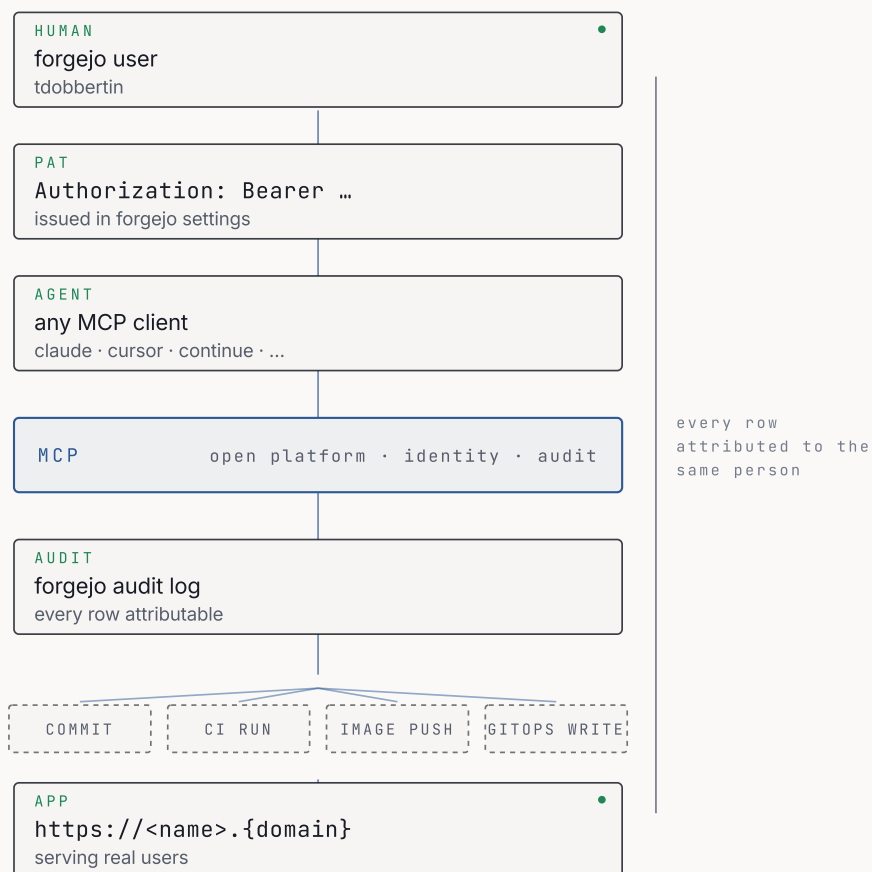 HUMAN
forgejo user
tdobbertin
PAT
Authorization: Bearer …
issued in forgejo settings
AGENT
any MCP client
claude · cursor · continue · …
MCP
open platform · identity · audit
every row
attributed to the
same person
AUDIT
forgejo audit log
every row attributable
COMMIT
CI RUN
IMAGE PUSH
GITOPS WRITE
APP
https://<name>.{domain}
serving real users